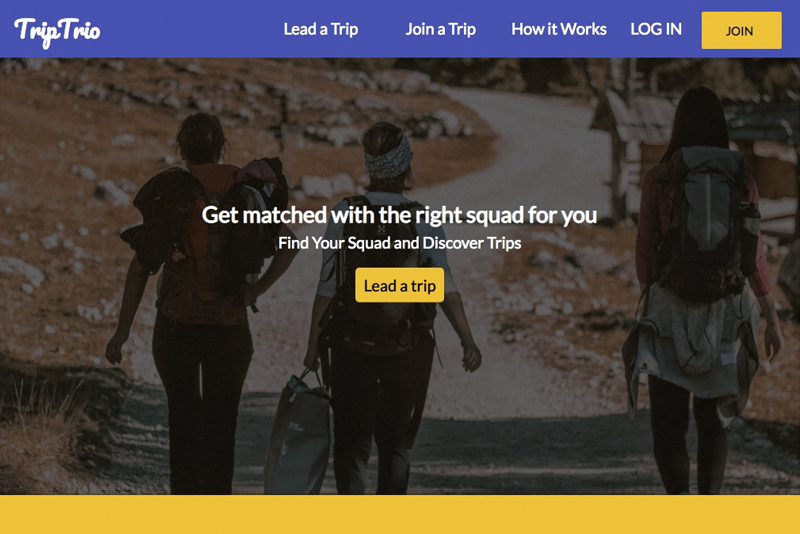 TripTrio
Lead a Trip
Join a Trip
How it Works
LOG IN
JOIN
Get matched with the right squad for you
Find Your Squad and Discover Trips
Lead a trip